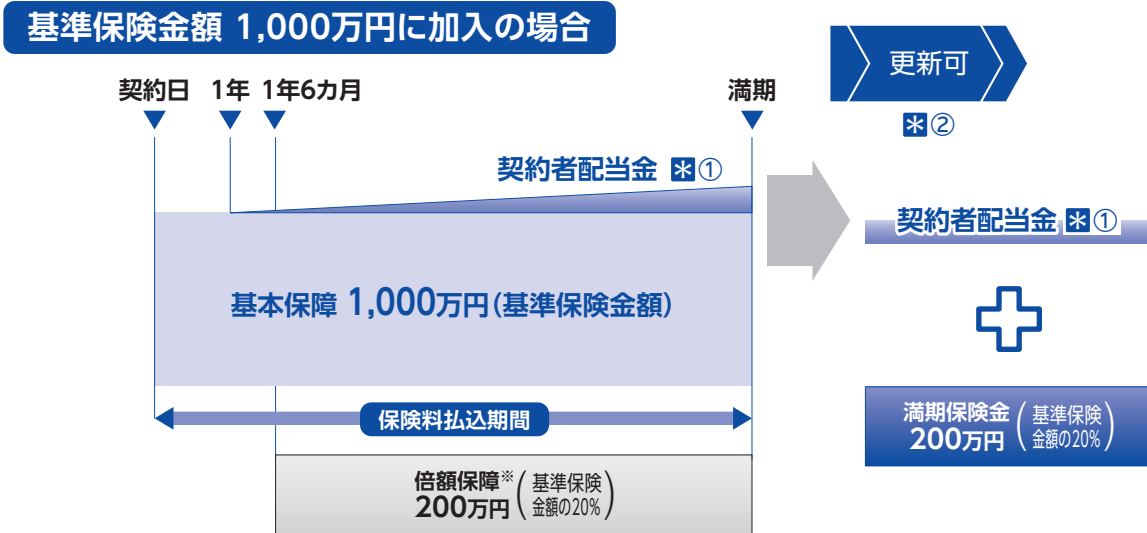 基準保険金額 1,000万円に加入の場合
更新可
*②
契約日 1年 1年6カ月 満期
契約者配当金 *①
契約者配当金 *①
基本保障 1,000万円(基準保険金額)
保険料払込期間
満期保険金
200万円
(基準保険
金額の20%)
倍額保障※
200万円
(基準保険
金額の20%)